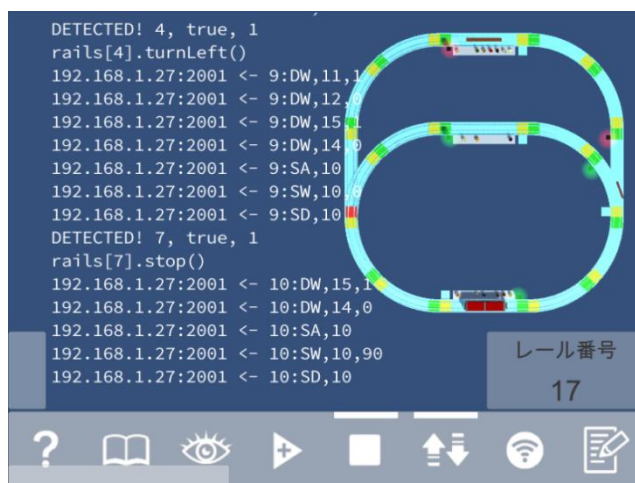 DETECTED! 4, true, 1
rails[4].turnLeft()
192.168.1.27:2001 <- 9:DW,11,1
192.168.1.27:2001 <- 9:DW,12,0
192.168.1.27:2001 <- 9:DW,15,1
192.168.1.27:2001 <- 9:DW,14,0
192.168.1.27:2001 <- 9:SA,10
192.168.1.27:2001 <- 9:SW,10,0
192.168.1.27:2001 <- 9:SD,10
DETECTED! 7, true, 1
rails[7].stop()
192.168.1.27:2001 <- 10:DW,15,1
192.168.1.27:2001 <- 10:DW,14,0
192.168.1.27:2001 <- 10:SA,10
192.168.1.27:2001 <- 10:SW,10,90
192.168.1.27:2001 <- 10:SD,10
レール番号
17
?